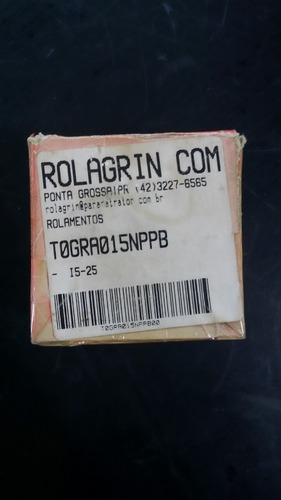 ROLAGRIN COM
PONTA GROSSA/PR (42)3227-6565
rolagrin@paranatrator.com.br
ROLAMENTOS
T0GRA015NPPB
- I5-25
T0GRA015NPPB00